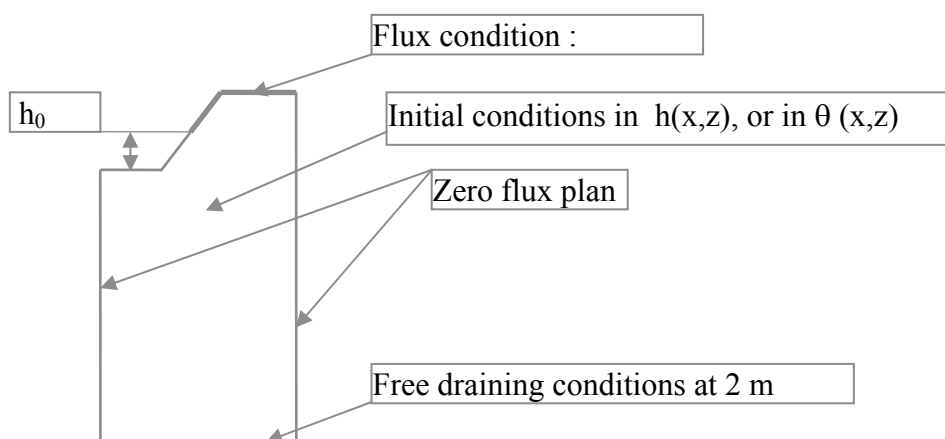 Flux condition :
h₀
Initial conditions in h(x,z), or in θ (x,z)
Zero flux plan
Free draining conditions at 2 m